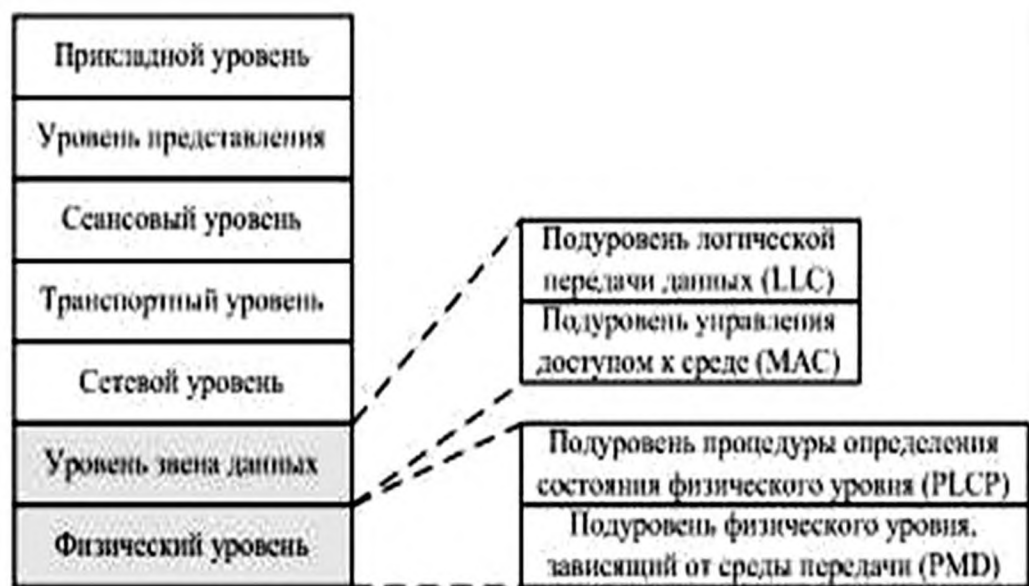 Прикладной уровень
Уровень представления
Сеансовый уровень
Транспортный уровень
Сетевой уровень
Уровень звена данных
Физический уровень
Подуровень логической
передачи данных (LLC)
Подуровень управления
доступом к среде (MAC)
Подуровень процедуры определения
состояния физического уровня (PLCP)
Подуровень физического уровня,
зависящий от среды передачи (PMD)